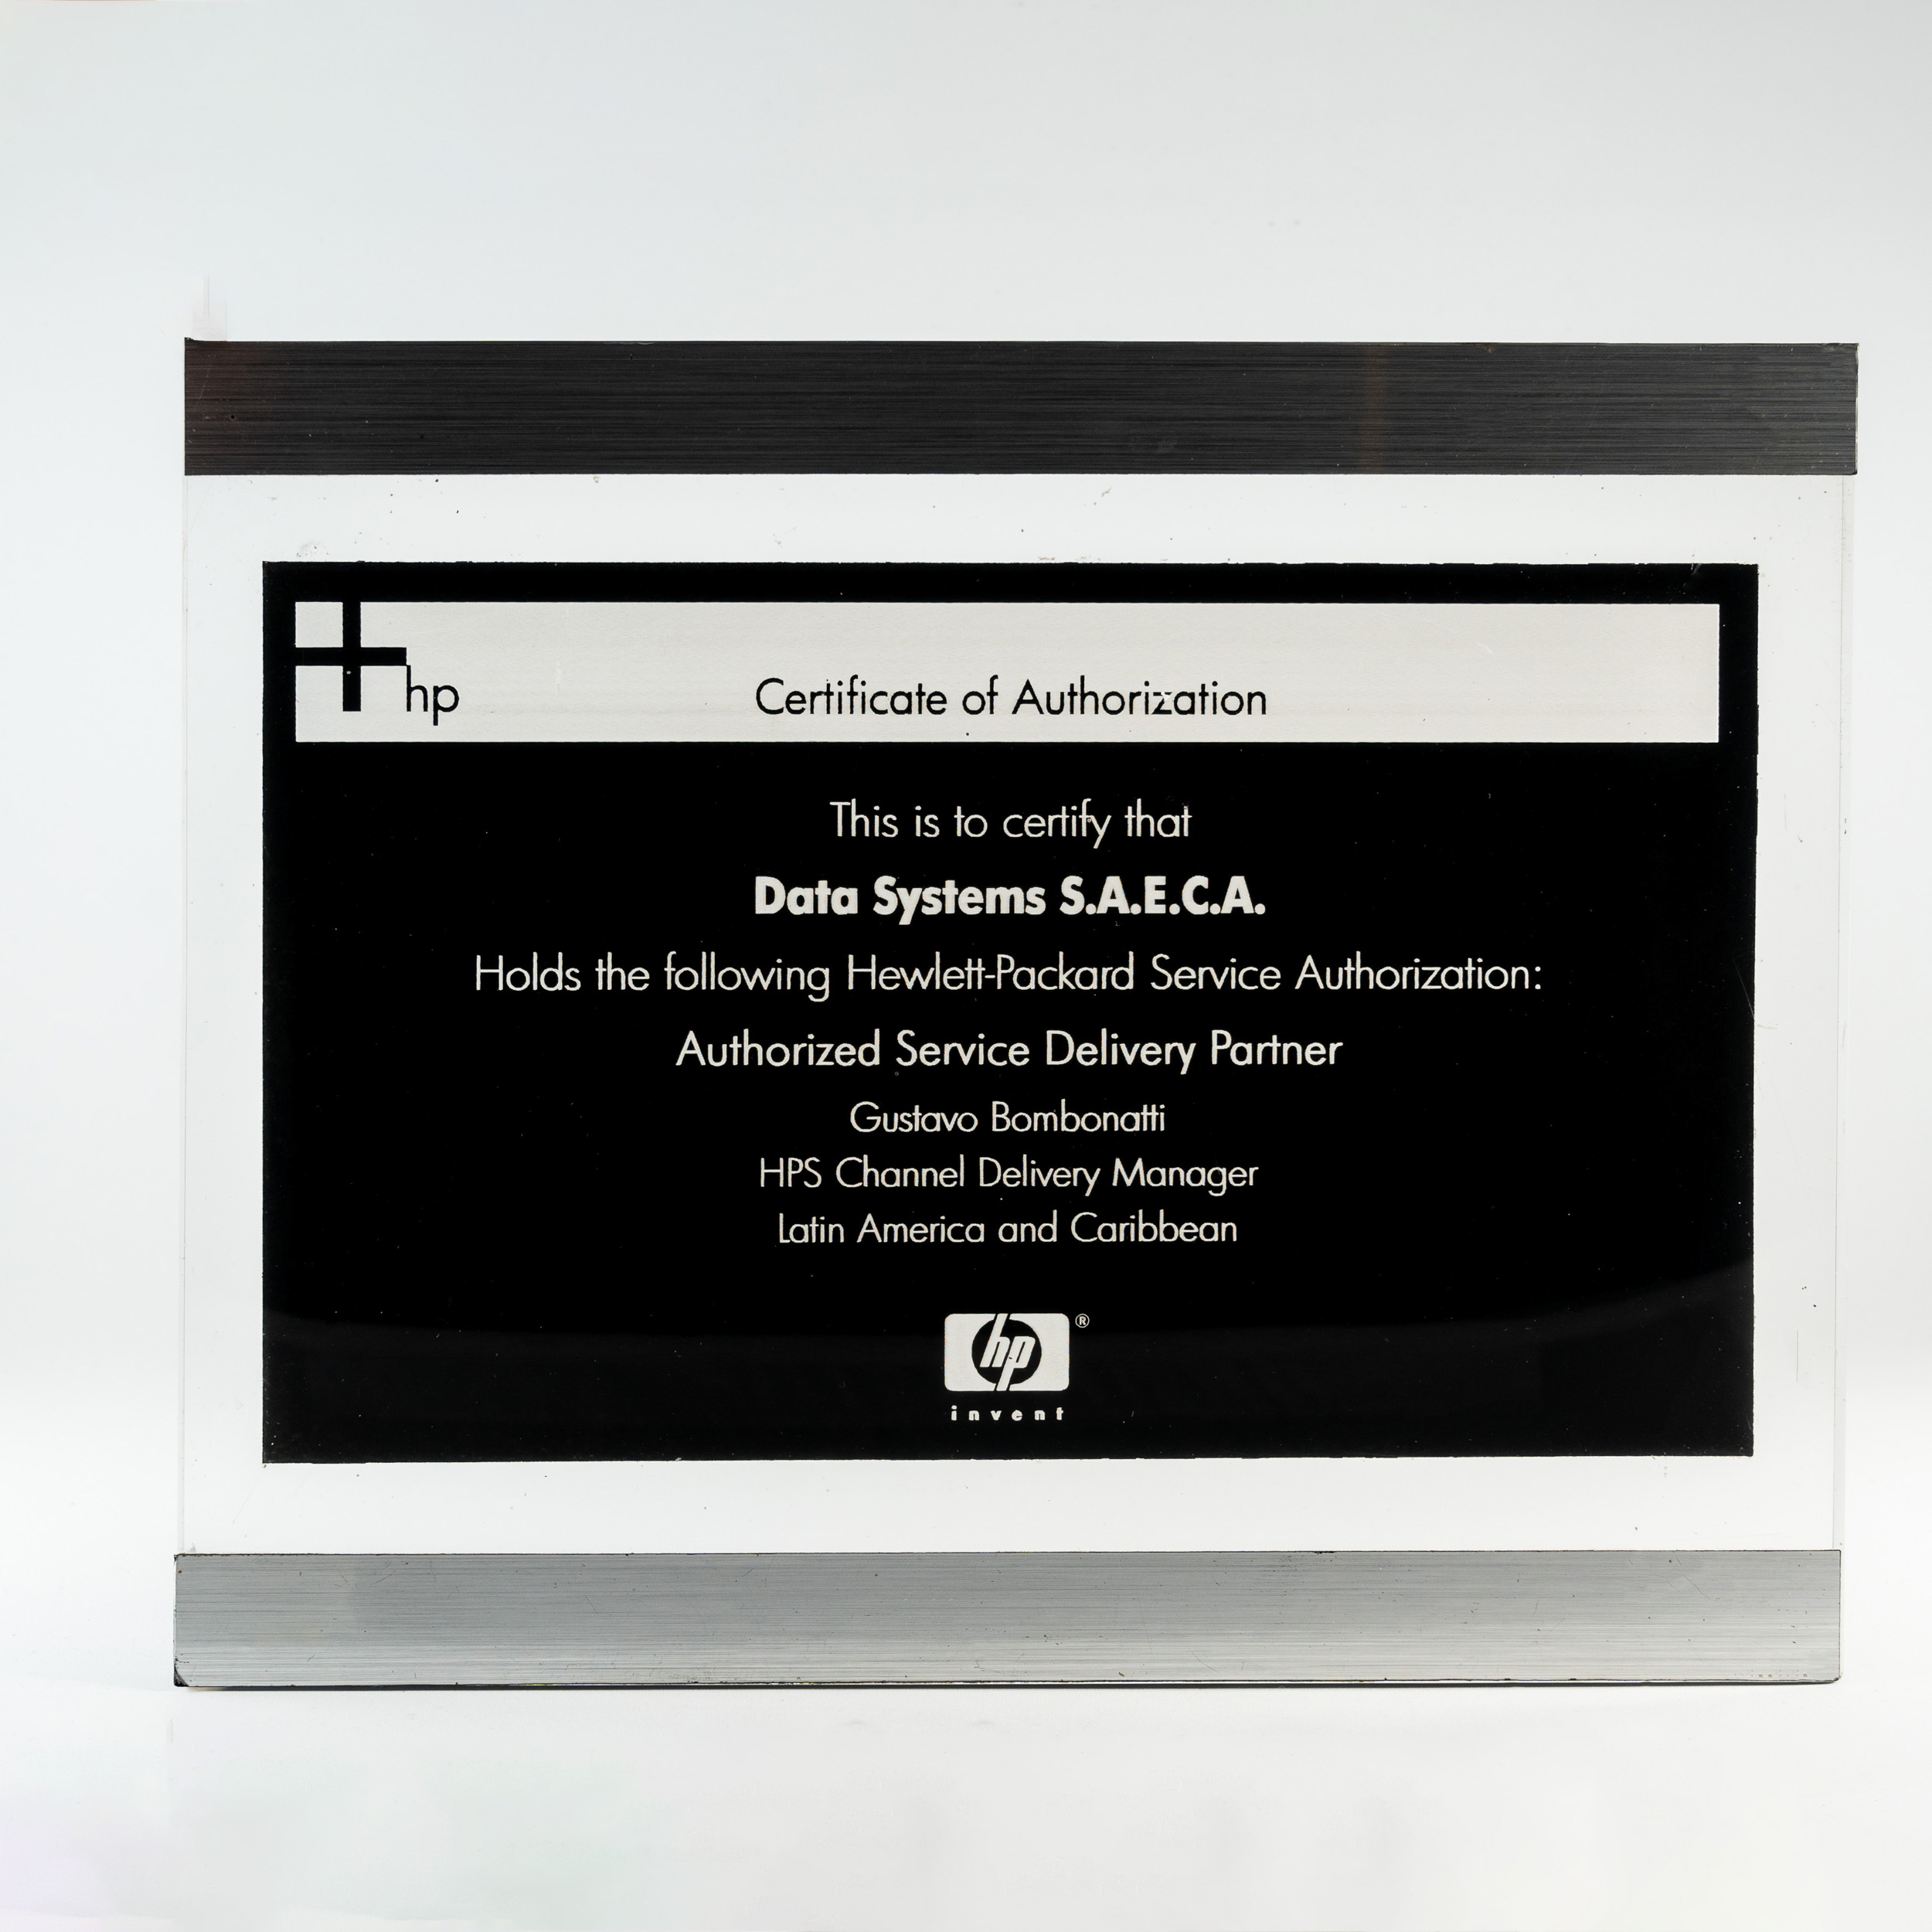 hp
Certificate of Authorization
This is to certify that
Data Systems S.A.E.C.A.
Holds the following Hewlett-Packard Service Authorization:
Authorized Service Delivery Partner
Gustavo Bombonatti
HPS Channel Delivery Manager
Latin America and Caribbean
hp ®
invent